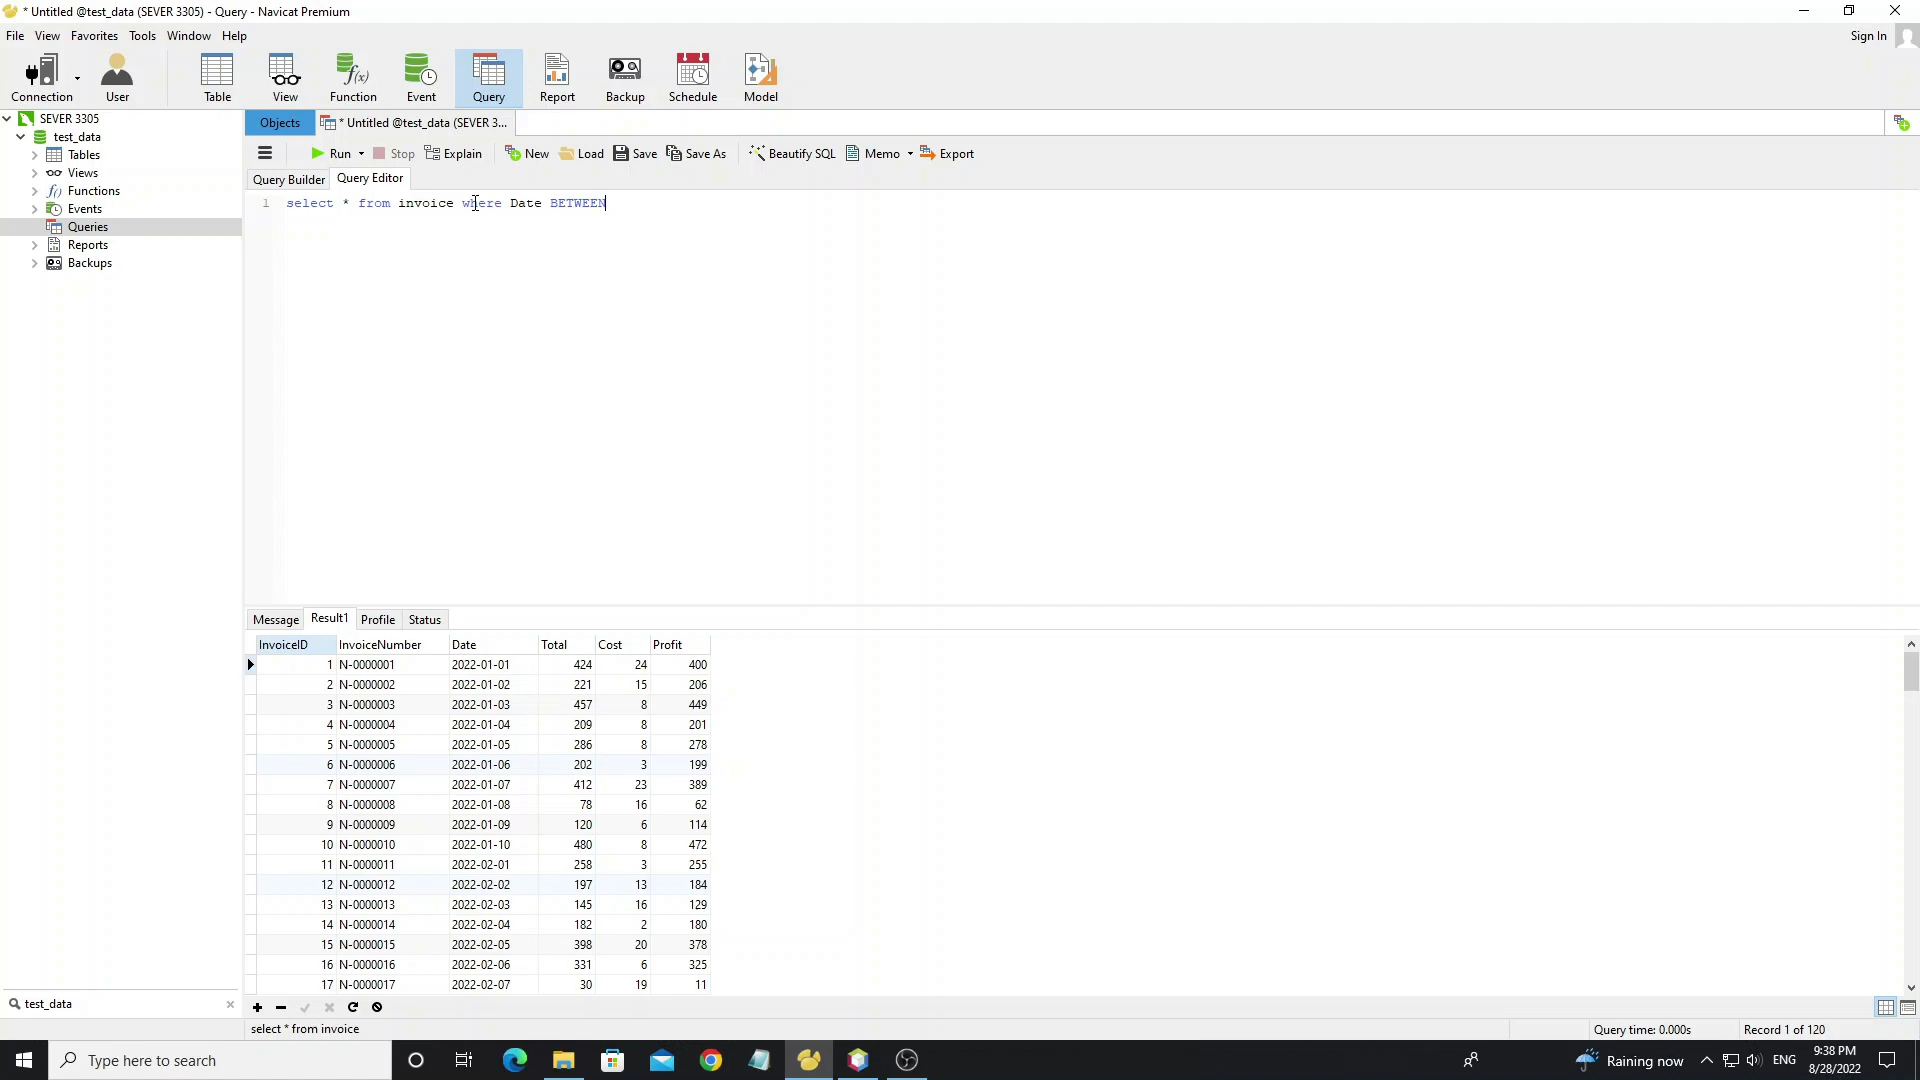 * Untitled @test_data (SEVER 3305) - Query - Navicat Premium
File View Favorites Tools Window Help
Sign In
Connection User Table View Function Event Query Report Backup Schedule Model
SEVER 3305
test_data
Tables
Views
Functions
Events
Queries
Reports
Backups
Objects * Untitled @test_data (SEVER 3...
Run Stop Explain New Load Save Save As Beautify SQL Memo Export
Query Builder Query Editor
1 select * from invoice where Date BETWEEN
Message Result1 Profile Status
InvoiceID InvoiceNumber Date Total Cost Profit
1 N-0000001 2022-01-01 424 24 400
2 N-0000002 2022-01-02 221 15 206
3 N-0000003 2022-01-03 457 8 449
4 N-0000004 2022-01-04 209 8 201
5 N-0000005 2022-01-05 286 8 278
6 N-0000006 2022-01-06 202 3 199
7 N-0000007 2022-01-07 412 23 389
8 N-0000008 2022-01-08 78 16 62
9 N-0000009 2022-01-09 120 6 114
10 N-0000010 2022-01-10 480 8 472
11 N-0000011 2022-02-01 258 3 255
12 N-0000012 2022-02-02 197 13 184
13 N-0000013 2022-02-03 145 16 129
14 N-0000014 2022-02-04 182 2 180
15 N-0000015 2022-02-05 398 20 378
16 N-0000016 2022-02-06 331 6 325
17 N-0000017 2022-02-07 30 19 11
test_data
select * from invoice
Query time: 0.000s
Record 1 of 120
Type here to search
Raining now
ENG
9:38 PM
8/28/2022